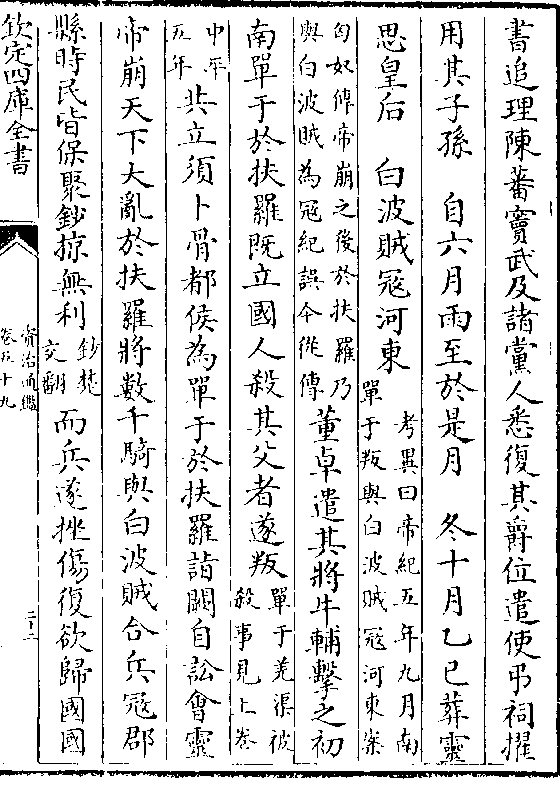 書追理陳蕃竇武及諸黨人悉復其爵位遣使弔祠擢
用其子孫　自六月雨至於是月　冬十月乙巳葬靈
思皇后　白波賊寇河東
考異曰帝紀五年九月南
單于叛與白波賊寇河東案
匈奴傳帝崩之後於扶羅乃
與白波賊為寇紀誤今從傳
董卓遣其將牛輔擊之初
南單于於扶羅既立國人殺其父者遂叛
單于羌渠被
殺事見上卷
中平
五年
共立須卜骨都侯為單于於扶羅詣闕自訟會靈
帝崩天下大亂於扶羅將數千騎與白波賊合兵寇郡
縣時民皆保聚鈔掠無利
鈔楚
交翻
而兵遂挫傷復欲歸國國
欽定四庫全書
資治通鑑
卷五十九
二十二